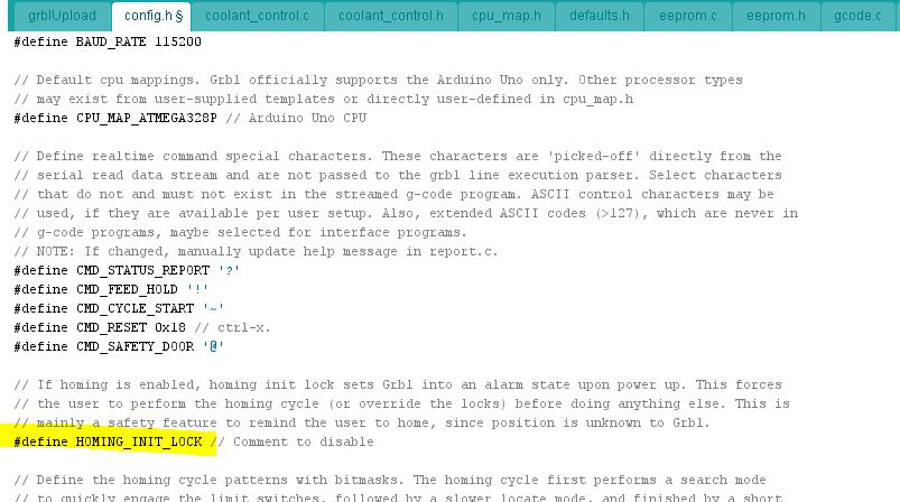 grblUpload config.h § coolant_control.c coolant_control.h cpu_map.h defaults.h eeprom.c eeprom.h gcode.c
#define BAUD_RATE 115200
// Default cpu mappings. Grbl officially supports the Arduino Uno only. Other processor types
// may exist from user-supplied templates or directly user-defined in cpu_map.h
#define CPU_MAP_ATMEGA328P // Arduino Uno CPU
// Define realtime command special characters. These characters are 'picked-off' directly from the
// serial read data stream and are not passed to the grbl line execution parser. Select characters
// that do not and must not exist in the streamed g-code program. ASCII control characters may be
// used, if they are available per user setup. Also, extended ASCII codes (>127), which are never in
// g-code programs, maybe selected for interface programs.
// NOTE: If changed, manually update help message in report.c.
#define CMD_STATUS_REPORT '?'
#define CMD_FEED_HOLD '!'
#define CMD_CYCLE_START '~'
#define CMD_RESET 0x18 // ctrl-x.
#define CMD_SAFETY_DOOR '@'
// If homing is enabled, homing init lock sets Grbl into an alarm state upon power up. This forces
// the user to perform the homing cycle (or override the locks) before doing anything else. This is
// mainly a safety feature to remind the user to home, since position is unknown to Grbl.
#define HOMING_INIT_LOCK // Comment to disable
// Define the homing cycle patterns with bitmasks. The homing cycle first performs a search mode
// to quickly engage the limit switches, followed by a slower locate mode, and finished by a short